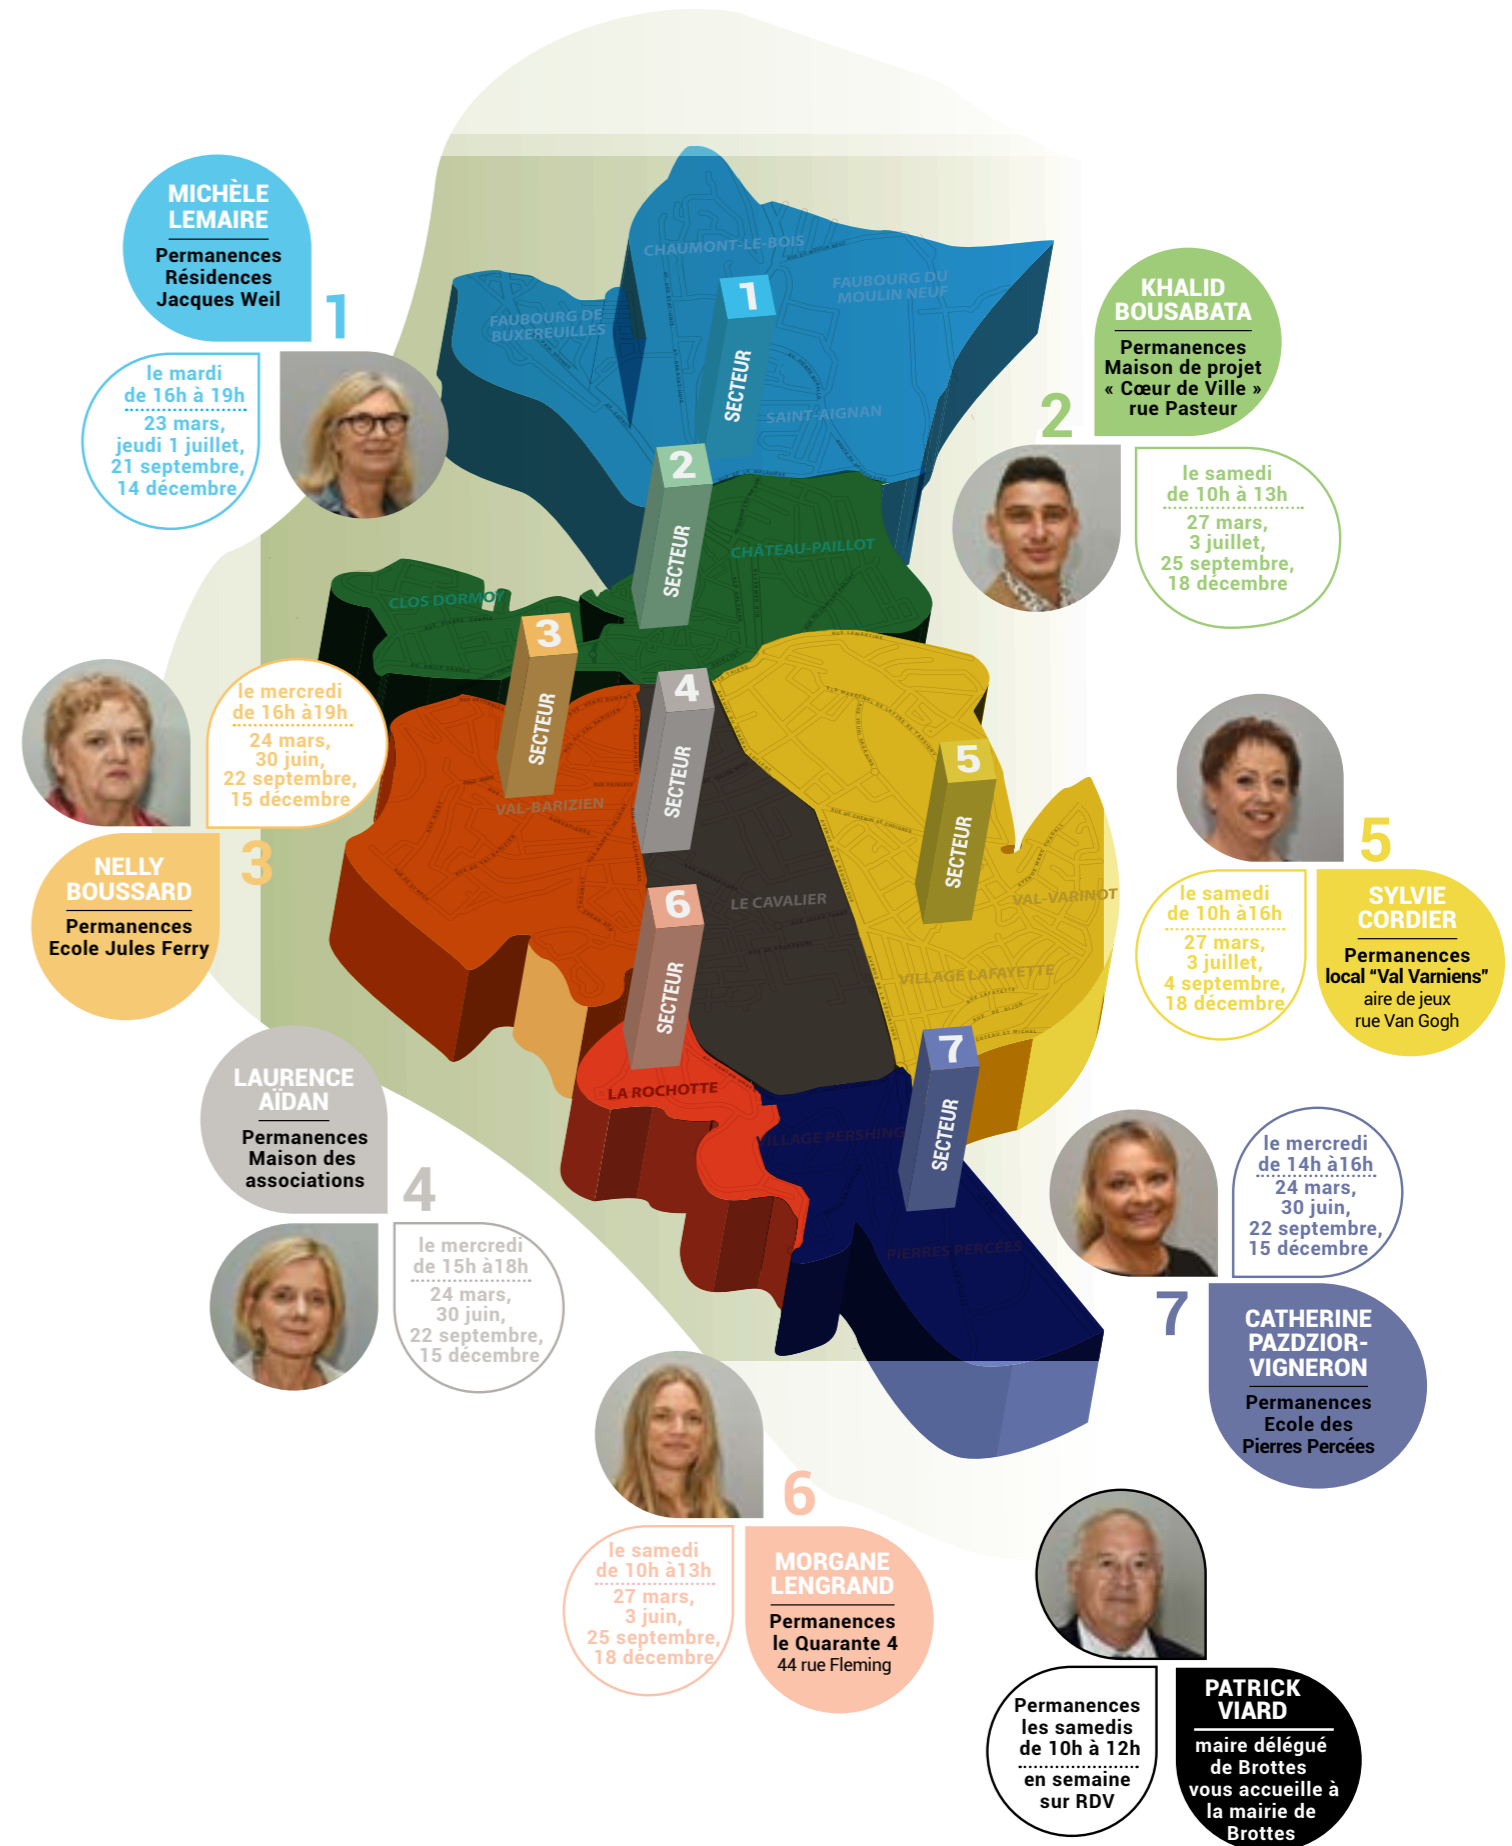 MICHÈLE
LEMAIRE
Permanences
Résidences
Jacques Weil
1
le mardi
de 16h à 19h
23 mars,
jeudi 1 juillet,
21 septembre,
14 décembre
KHALID
BOUSABATA
Permanences
Maison de projet
« Cœur de Ville »
rue Pasteur
2
le samedi
de 10h à 13h
27 mars,
3 juillet,
25 septembre,
18 décembre
CHAUMONT-LE-BOIS
FAUBOURG DU
MOULIN NEUF
FAUBOURG DE
BUXEREUILLES
SAINT-AIGNAN
1
SECTEUR
2
SECTEUR
CHÂTEAU-PAILLOT
CLOS DORMOY
3
SECTEUR
VAL-BARIZIEN
4
SECTEUR
LE CAVALIER
5
SECTEUR
VAL-VARINOT
VILLAGE LAFAYETTE
6
SECTEUR
LA ROCHOTTE
7
SECTEUR
VILLAGE PERSHING
PIERRES PERCÉES
le mercredi
de 16h à19h
24 mars,
30 juin,
22 septembre,
15 décembre
3
NELLY
BOUSSARD
Permanences
Ecole Jules Ferry
5
le samedi
de 10h à16h
27 mars,
3 juillet,
4 septembre,
18 décembre
SYLVIE
CORDIER
Permanences
local “Val Varniens”
aire de jeux
rue Van Gogh
LAURENCE
AÏDAN
Permanences
Maison des
associations
4
le mercredi
de 15h à18h
24 mars,
30 juin,
22 septembre,
15 décembre
le mercredi
de 14h à16h
24 mars,
30 juin,
22 septembre,
15 décembre
7
CATHERINE
PAZDZIOR-
VIGNERON
Permanences
Ecole des
Pierres Percées
6
le samedi
de 10h à13h
27 mars,
3 juin,
25 septembre,
18 décembre
MORGANE
LENGRAND
Permanences
le Quarante 4
44 rue Fleming
Permanences
les samedis
de 10h à 12h
en semaine
sur RDV
PATRICK
VIARD
maire délégué
de Brottes
vous accueille à
la mairie de
Brottes